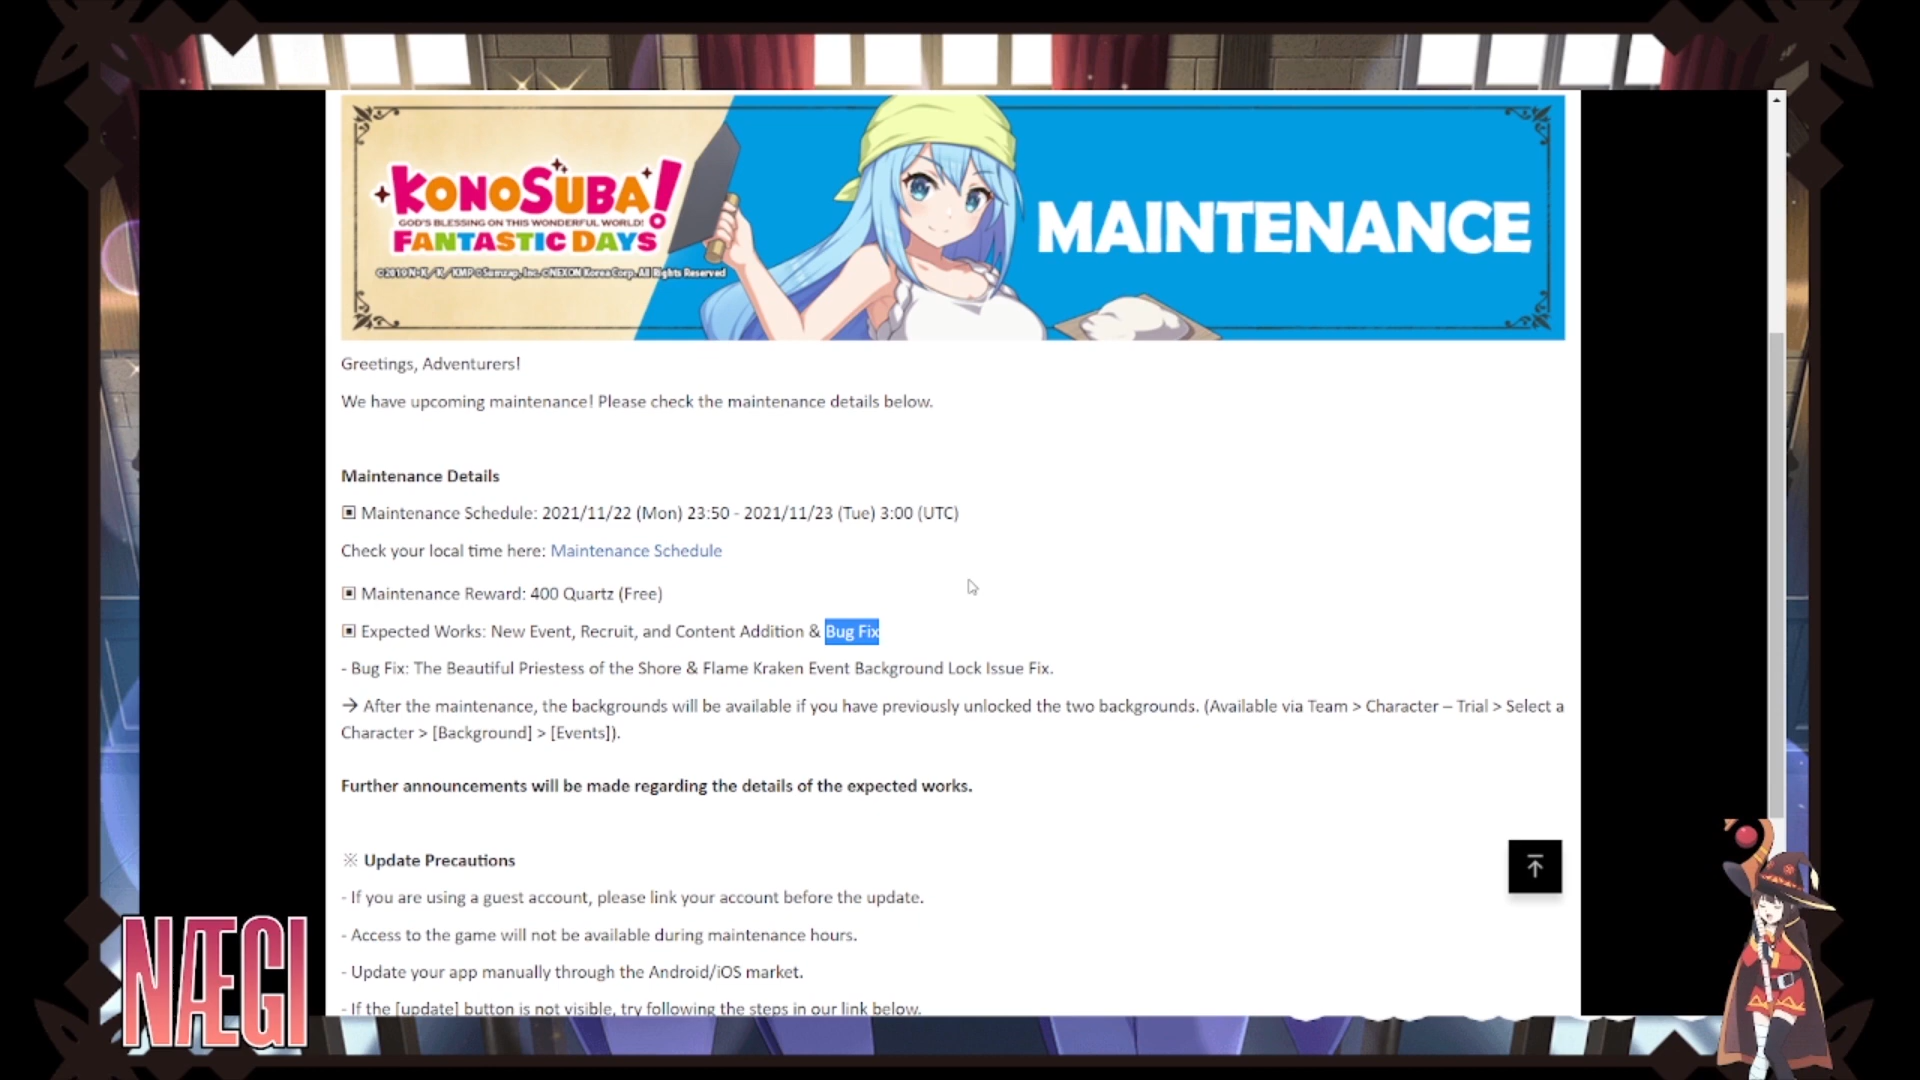 KONOSUBA!
GOD'S BLESSING ON THIS WONDERFUL WORLD!
FANTASTIC DAYS
MAINTENANCE
Greetings, Adventurers!
We have upcoming maintenance! Please check the maintenance details below.
Maintenance Details
▣ Maintenance Schedule: 2021/11/22 (Mon) 23:50 - 2021/11/23 (Tue) 3:00 (UTC)
Check your local time here: Maintenance Schedule
▣ Maintenance Reward: 400 Quartz (Free)
▣ Expected Works: New Event, Recruit, and Content Addition & Bug Fix
- Bug Fix: The Beautiful Priestess of the Shore & Flame Kraken Event Background Lock Issue Fix.
→ After the maintenance, the backgrounds will be available if you have previously unlocked the two backgrounds. (Available via Team > Character – Trial > Select a
Character > [Background] > [Events]).
Further announcements will be made regarding the details of the expected works.
※ Update Precautions
- If you are using a guest account, please link your account before the update.
- Access to the game will not be available during maintenance hours.
- Update your app manually through the Android/iOS market.
- If the [update] button is not visible, try following the steps in our link below.
NÆGI